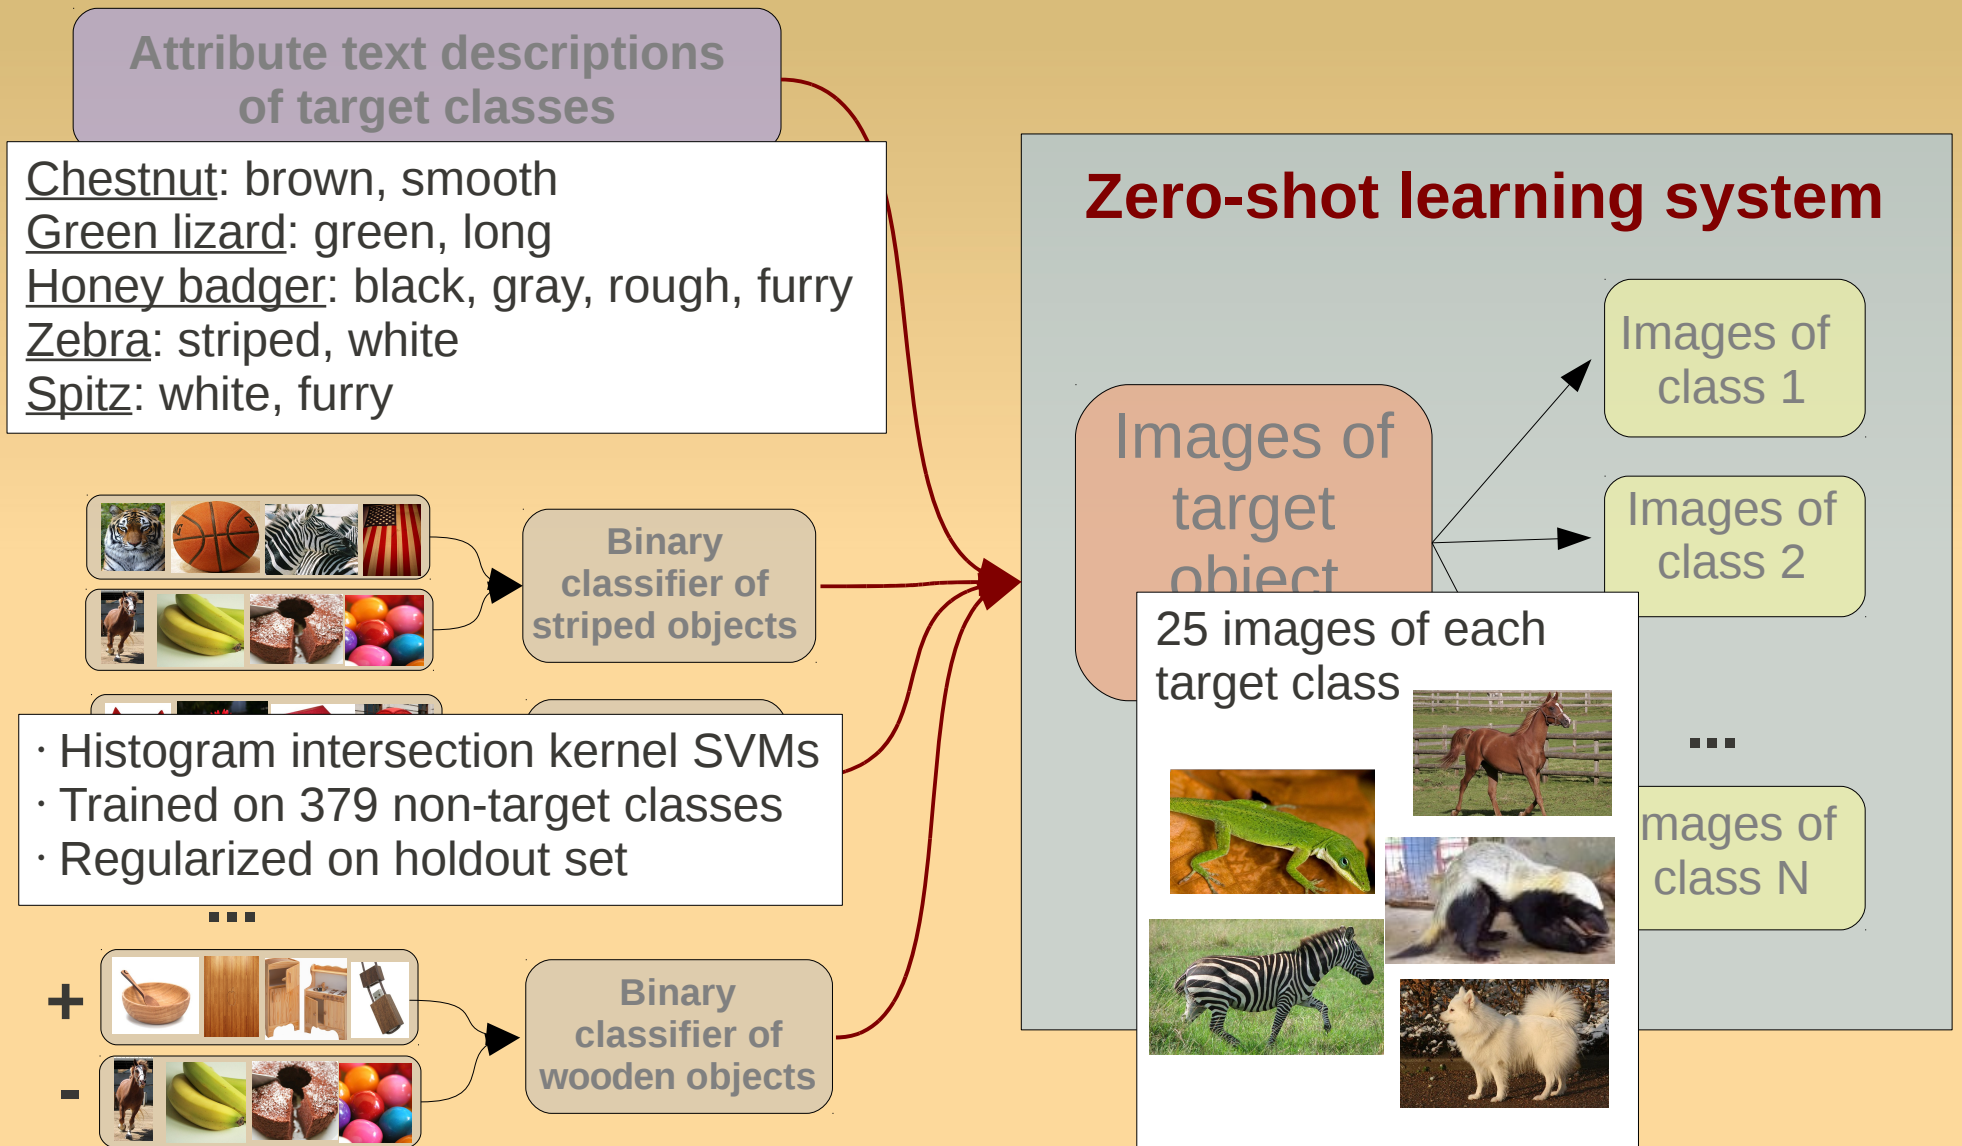 Attribute text descriptions
of target classes
Chestnut: brown, smooth
Green lizard: green, long
Honey badger: black, gray, rough, furry
Zebra: striped, white
Spitz: white, furry
Binary
classifier of
striped objects
· Histogram intersection kernel SVMs
· Trained on 379 non-target classes
· Regularized on holdout set
...
+
-
Binary
classifier of
wooden objects
Zero-shot learning system
Images of
target
object
Images of
class 1
Images of
class 2
...
mages of
class N
25 images of each
target class